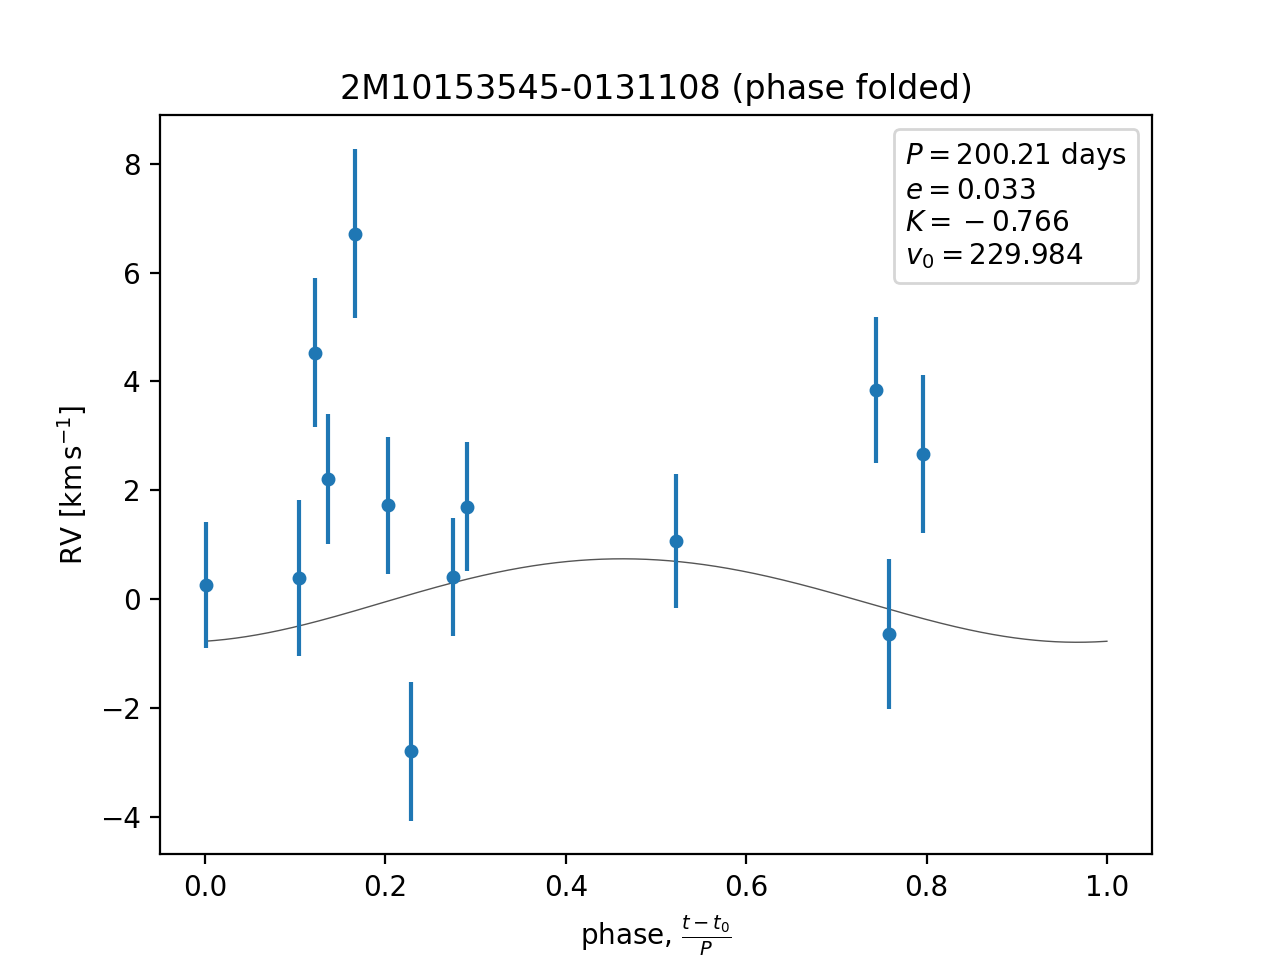 2M10153545-0131108 (phase folded)
P = 200.21 days
e = 0.033
K = −0.766
v₀ = 229.984
RV [km s⁻¹]
8
6
4
2
0
−2
−4
0.0 0.2 0.4 0.6 0.8 1.0
phase, (t − t₀)/P